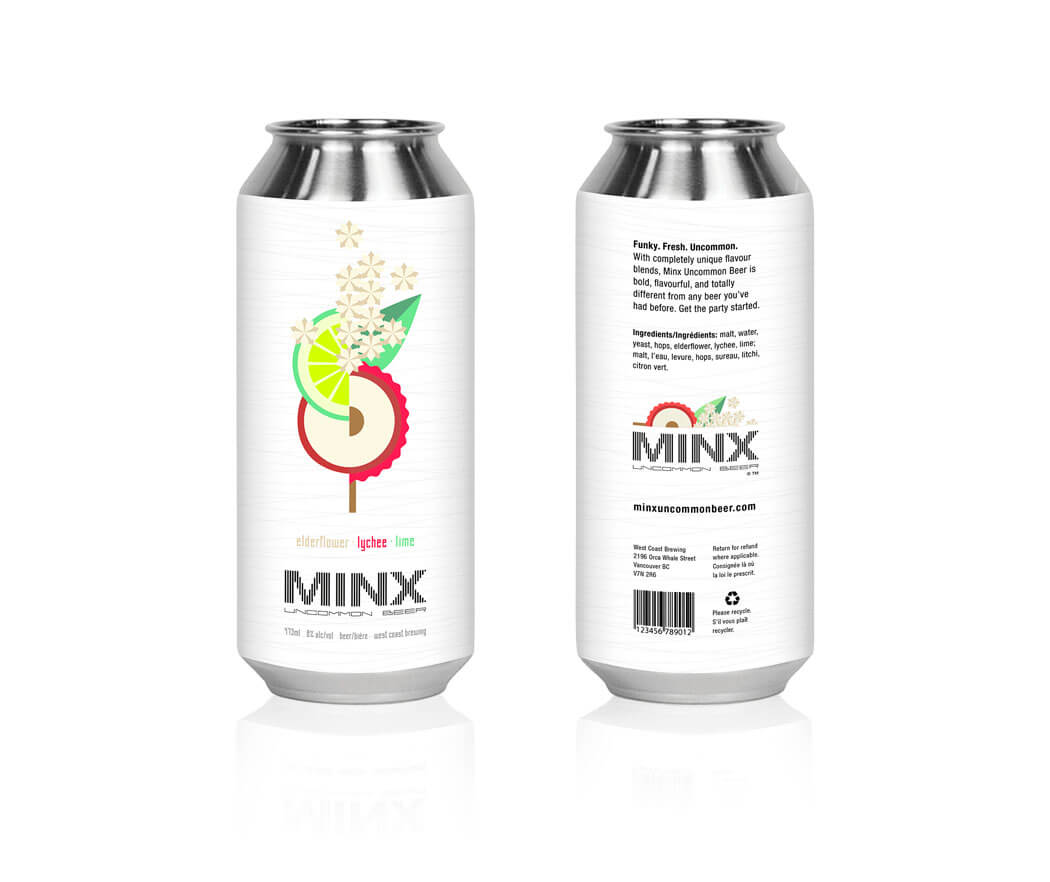 elderflower · lychee · lime
MINX
UNCOMMON BEER
473ml 8% alc/vol beer/bière west coast brewing
Funky. Fresh. Uncommon.
With completely unique flavour
blends, Minx Uncommon Beer is
bold, flavourful, and totally
different from any beer you've
had before. Get the party started.
Ingredients/Ingrédients: malt, water,
yeast, hops, elderflower, lychee, lime;
malt, l'eau, levure, hops, sureau, litchi,
citron vert.
MINX
UNCOMMON BEER
© TM
minxuncommonbeer.com
West Coast Brewing
2196 Orca Whale Street
Vancouver BC
V7N 2R6
Return for refund
where applicable.
Consignée là où
la loi le prescrit.
123456 789012
Please recycle.
S'il vous plaît
recycler.